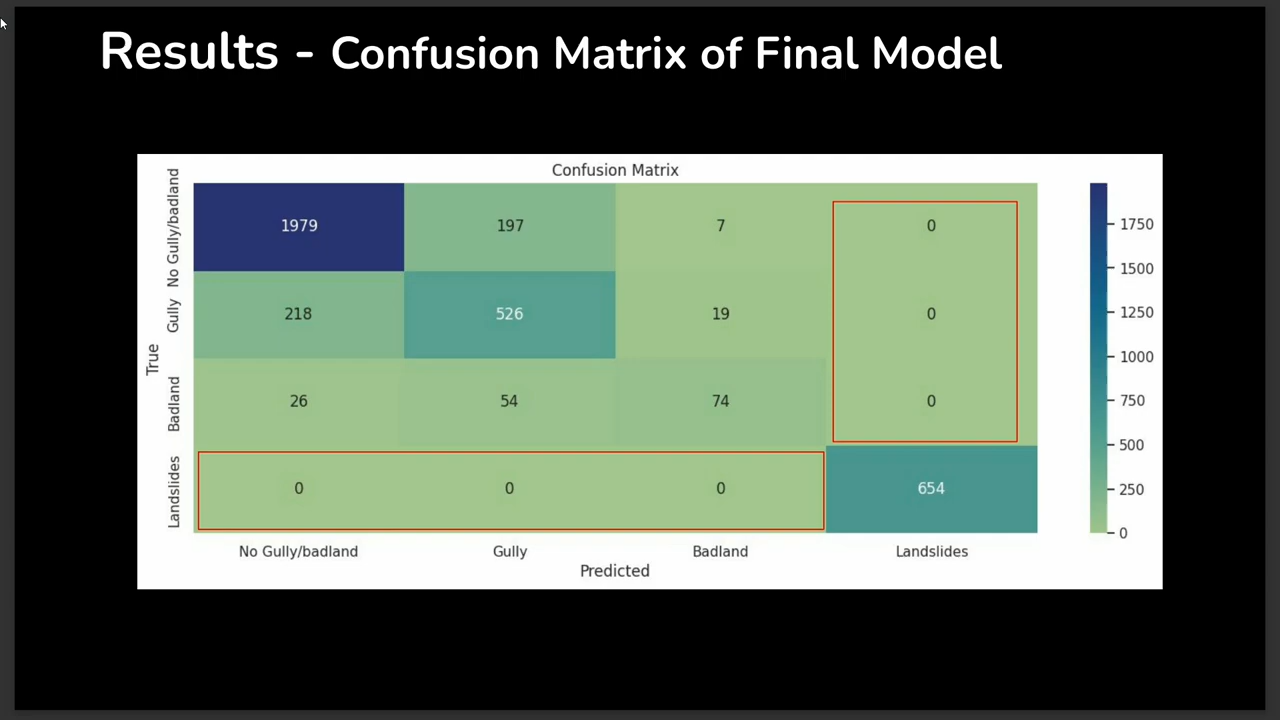 Results - Confusion Matrix of Final Model
Confusion Matrix
No Gully/badland
1979 197 7 0
Gully
218 526 19 0
Badland
26 54 74 0
Landslides
0 0 0 654
True
No Gully/badland Gully Badland Landslides
Predicted
1750
1500
1250
1000
750
500
250
0